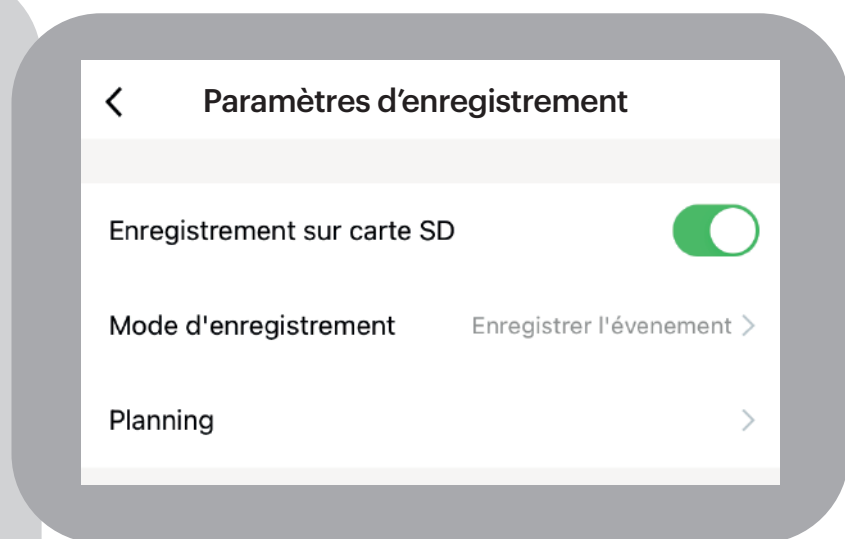 Paramètres d’enregistrement
Enregistrement sur carte SD
Mode d'enregistrement Enregistrer l'évenement
Planning